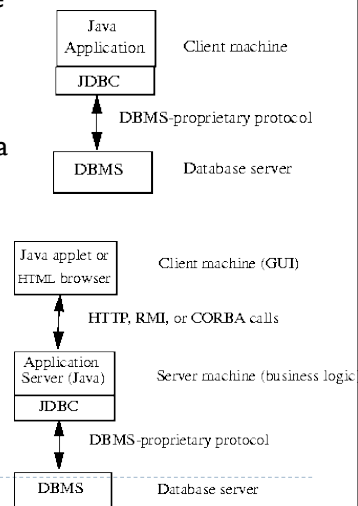 Java
Application
Client machine
JDBC
DBMS-proprietary protocol
a
DBMS
Database server
Java applet or
HTML browser
Client machine (GUI)
HTTP, RMI, or CORBA calls
Application
Server (Java)
Server machine (business logic
JDBC
DBMS-proprietary protocol
DBMS
Database server